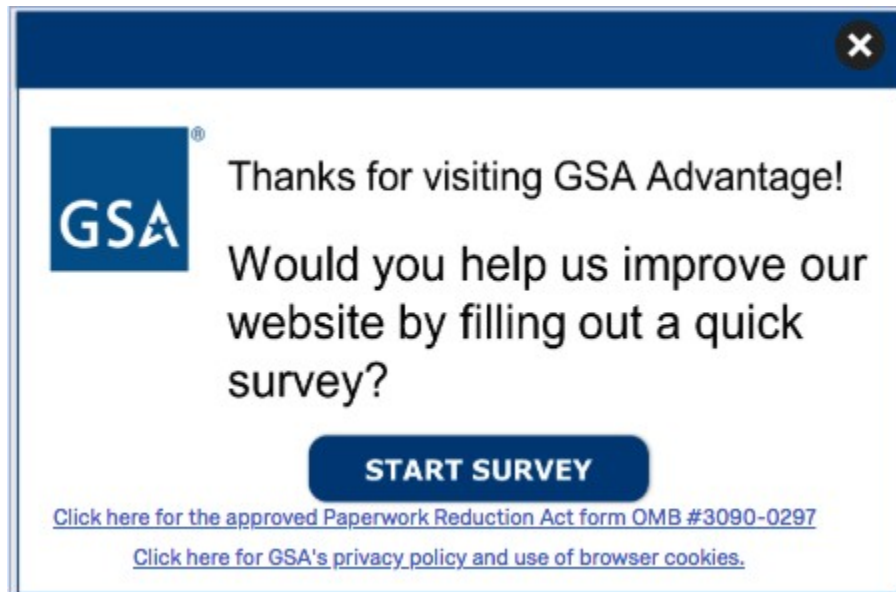 GSA®
Thanks for visiting GSA Advantage!
Would you help us improve our
website by filling out a quick
survey?
START SURVEY
Click here for the approved Paperwork Reduction Act form OMB #3090-0297
Click here for GSA's privacy policy and use of browser cookies.